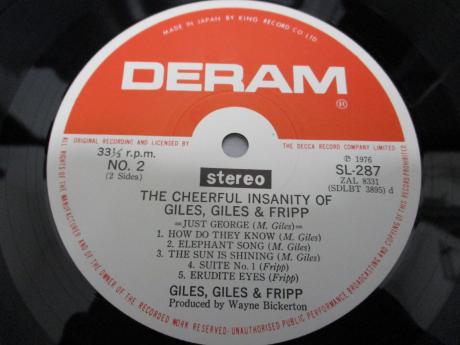 MADE IN JAPAN BY KING RECORD CO LTD
DERAM®
ORIGINAL RECORDING AND LICENSED BY THE DECCA RECORD COMPANY LIMITED
33⅓ r.p.m.
NO. 2
(2 Sides)
stereo
℗ 1976
SL-287
ZAL 8331
(SDLBT 3895) d
THE CHEERFUL INSANITY OF
GILES, GILES & FRIPP
=JUST GEORGE (M. Giles)=
1. HOW DO THEY KNOW (M. Giles)
2. ELEPHANT SONG (M. Giles)
3. THE SUN IS SHINING (M. Giles)
4. SUITE No. 1 (Fripp)
5. ERUDITE EYES (Fripp)
GILES, GILES & FRIPP
Produced by Wayne Bickerton
ALL RIGHTS OF THE MANUFACTURER AND OF THE OWNER OF THE RECORDED WORK RESERVED-UNAUTHORISED PUBLIC PERFORMANCE BROADCASTING AND COPYING OF THIS RECORD PROHIBITED